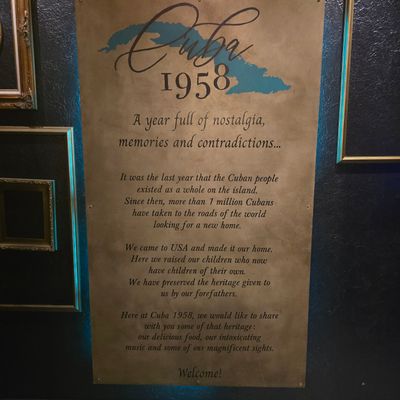 Cuba
1958
A year full of nostalgia,
memories and contradictions...
It was the last year that the Cuban people
existed as a whole on the island.
Since then, more than 1 million Cubans
have taken to the roads of the world
looking for a new home.
We came to USA and made it our home.
Here we raised our children who now
have children of their own.
We have preserved the heritage given to
us by our forefathers.
Here at Cuba 1958, we would like to share
with you some of that heritage:
our delicious food, our intoxicating
music and some of our magnificent sights.
Welcome!